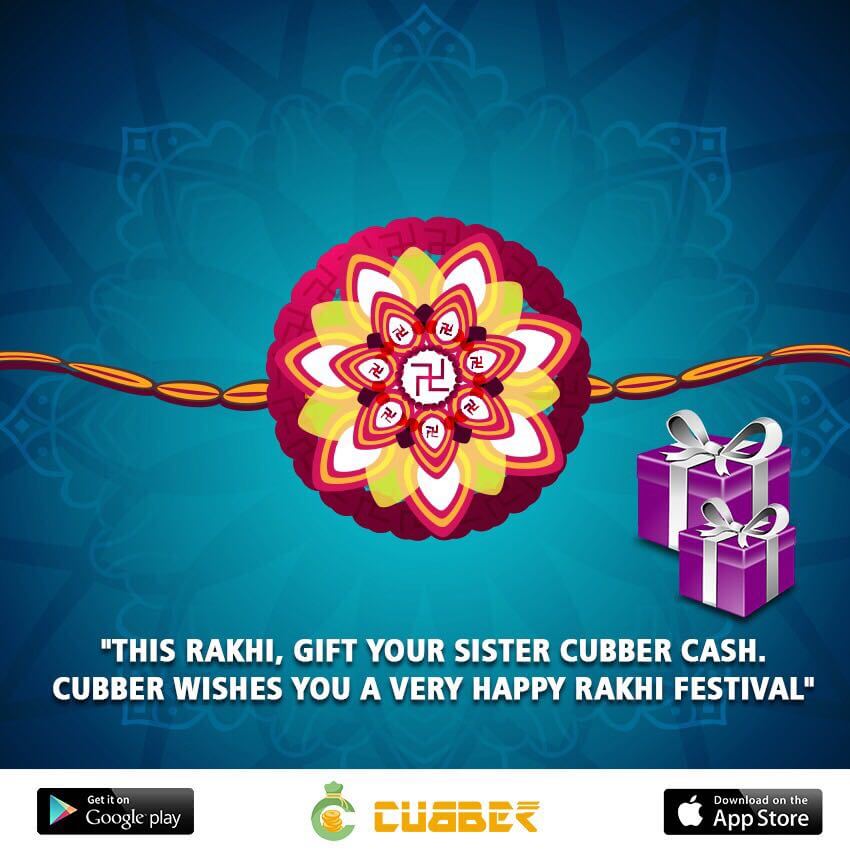 "THIS RAKHI, GIFT YOUR SISTER CUBBER CASH.
CUBBER WISHES YOU A VERY HAPPY RAKHI FESTIVAL"
Get it on
Google play
CUBBER
Download on the
App Store